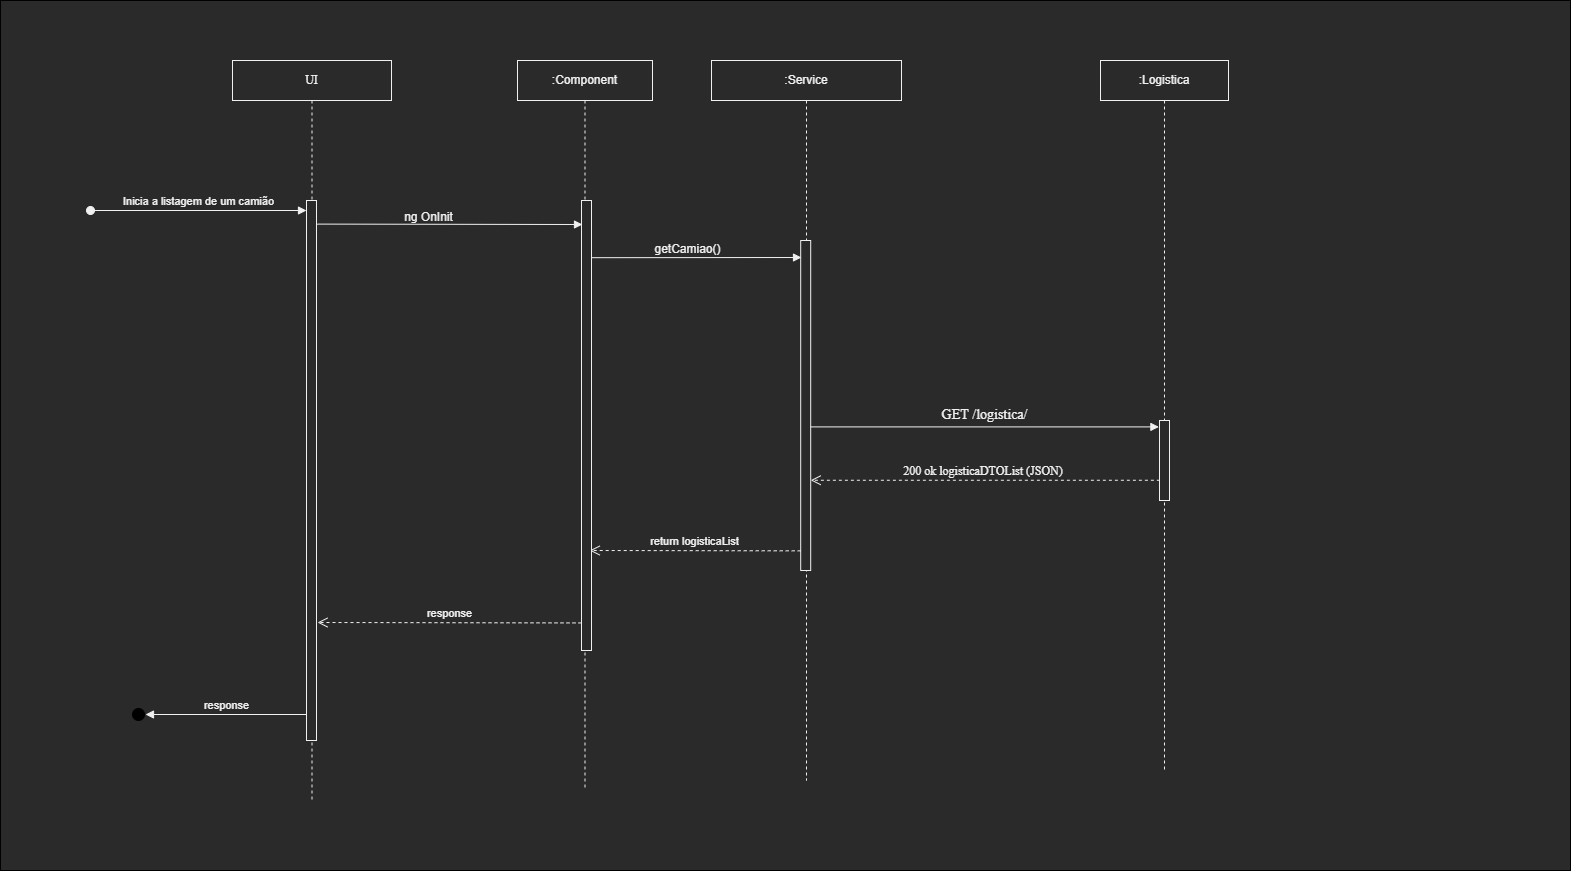 UI
:Component
:Service
:Logistica
Inicia a listagem de um camião
ng OnInit
getCamiao()
GET /logistica/
200 ok logisticaDTOList (JSON)
return logisticaList
response
response